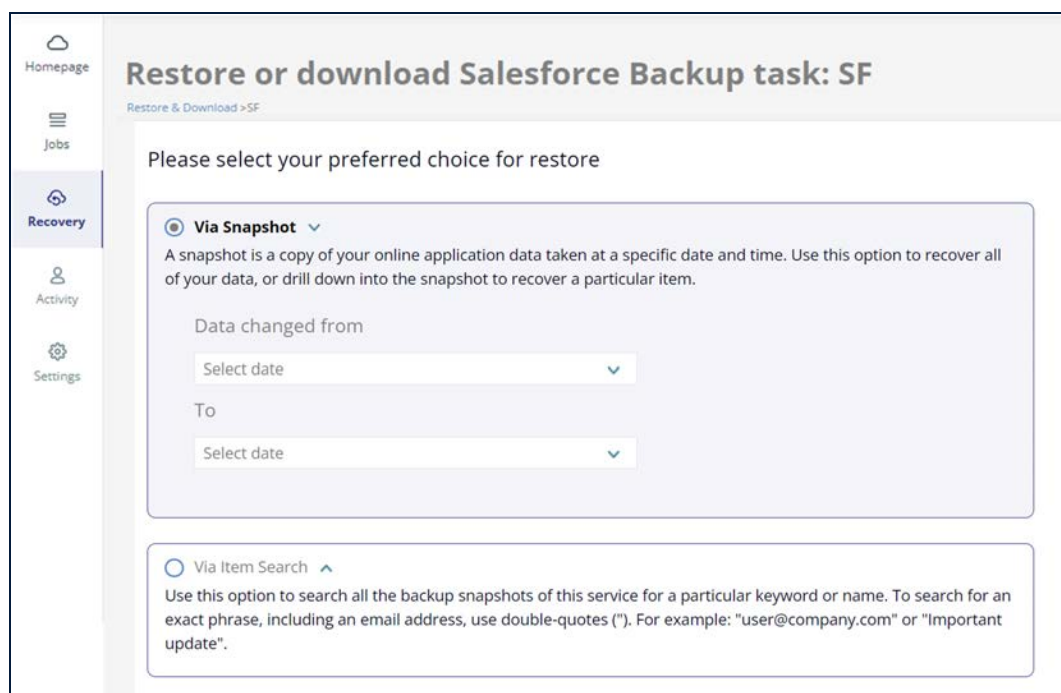 Homepage
Jobs
Recovery
Activity
Settings
Restore or download Salesforce Backup task: SF
Restore & Download >SF
Please select your preferred choice for restore
Via Snapshot
A snapshot is a copy of your online application data taken at a specific date and time. Use this option to recover all
of your data, or drill down into the snapshot to recover a particular item.
Data changed from
Select date
To
Select date
Via Item Search
Use this option to search all the backup snapshots of this service for a particular keyword or name. To search for an
exact phrase, including an email address, use double-quotes ("). For example: "user@company.com" or "Important
update".